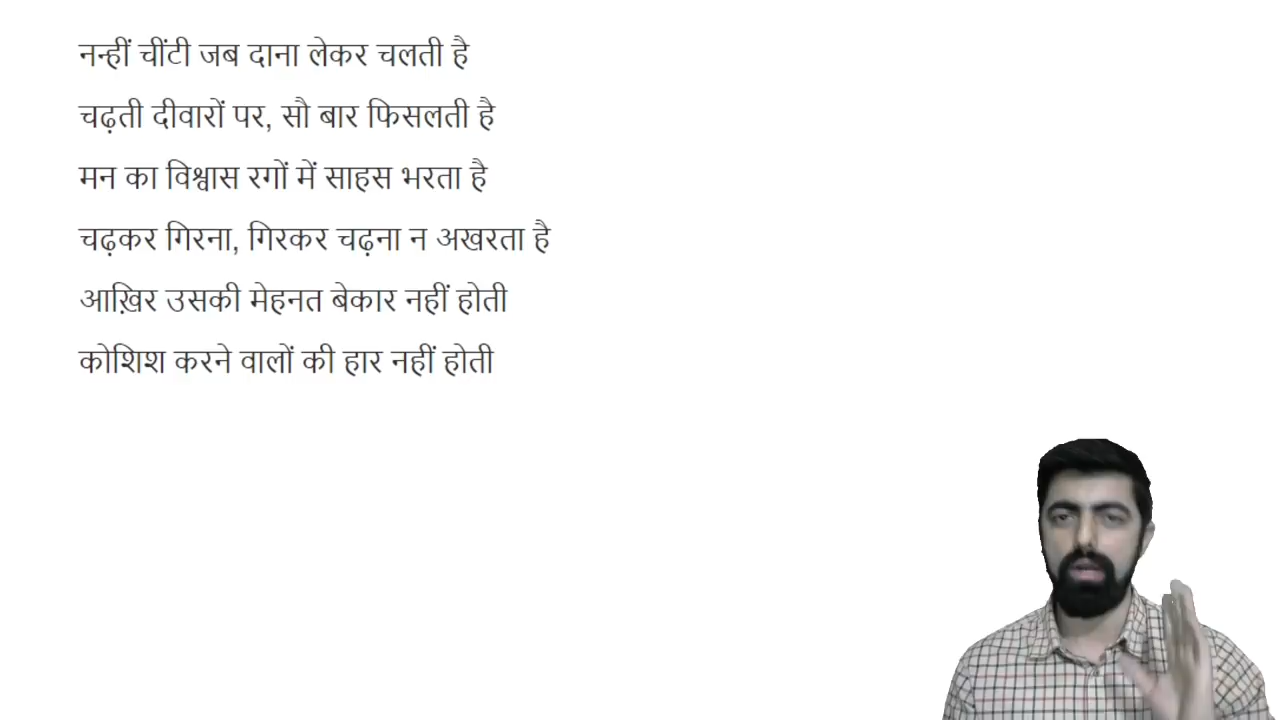 नन्हीं चींटी जब दाना लेकर चलती है
चढ़ती दीवारों पर, सौ बार फिसलती है
मन का विश्वास रगों में साहस भरता है
चढ़कर गिरना, गिरकर चढ़ना न अखरता है
आख़िर उसकी मेहनत बेकार नहीं होती
कोशिश करने वालों की हार नहीं होती